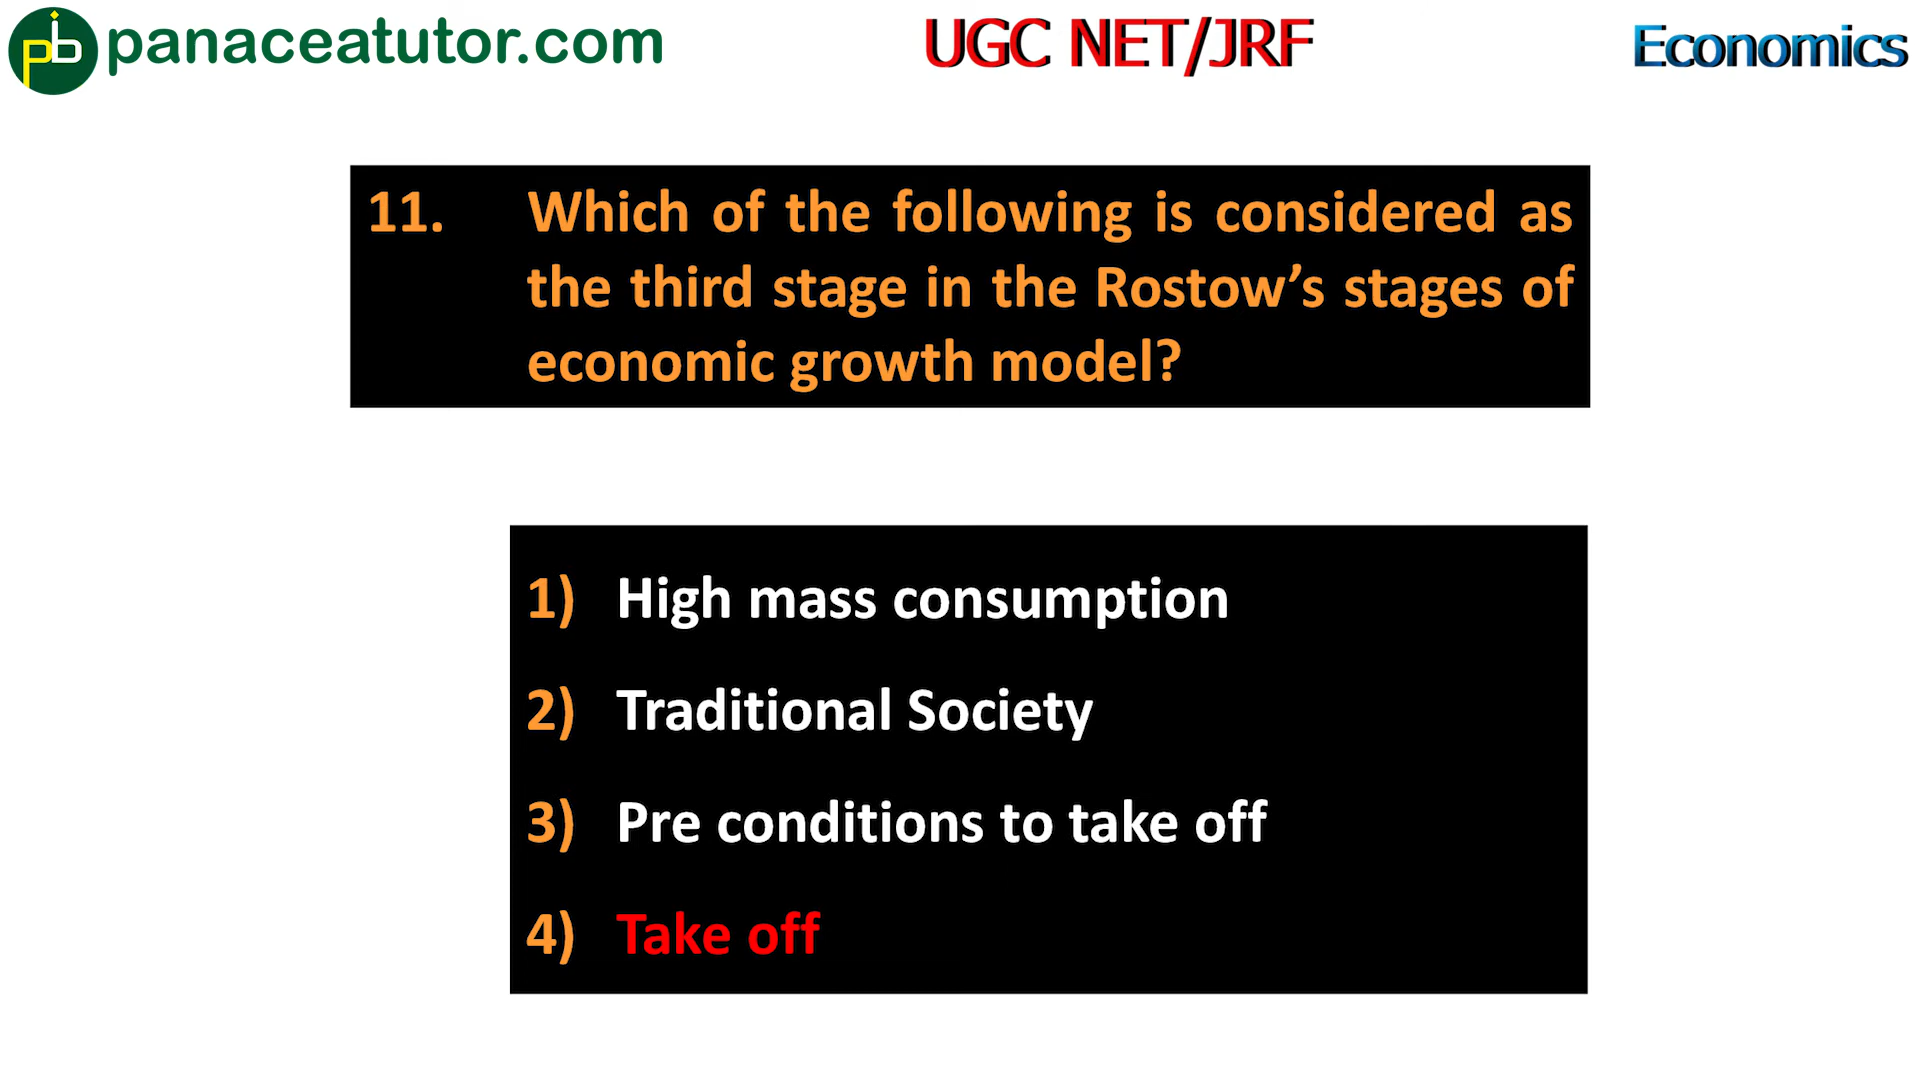 pb panaceatutor.com UGC NET/JRF Economics
11. Which of the following is considered as
the third stage in the Rostow’s stages of
economic growth model?
1) High mass consumption
2) Traditional Society
3) Pre conditions to take off
4) Take off